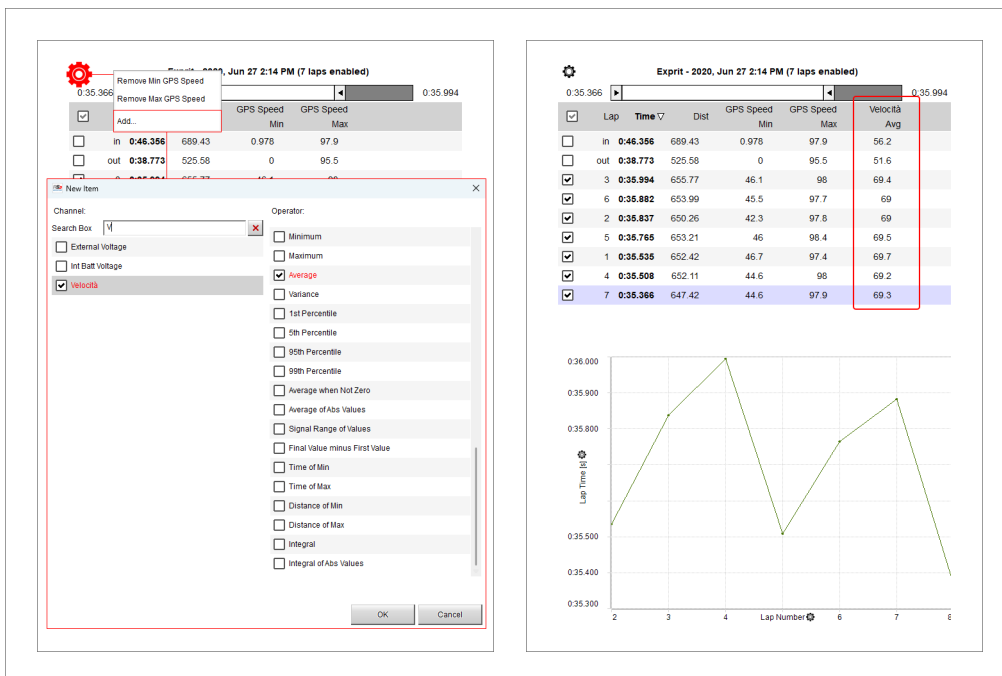 Exprit - 2020, Jun 27 2:14 PM (7 laps enabled)
Remove Min GPS Speed
Remove Max GPS Speed
Add...
0:35.366 0:35.994
GPS Speed GPS Speed
Min Max
in 0:46.356 689.43 0.978 97.9
out 0:38.773 525.58 0 95.5
New Item
Channel:
Search Box V
External Voltage
Int Batt Voltage
Velocità
Operator:
Minimum
Maximum
Average
Variance
1st Percentile
5th Percentile
95th Percentile
99th Percentile
Average when Not Zero
Average of Abs Values
Signal Range of Values
Final Value minus First Value
Time of Min
Time of Max
Distance of Min
Distance of Max
Integral
Integral of Abs Values
OK Cancel
Exprit - 2020, Jun 27 2:14 PM (7 laps enabled)
0:35.366 0:35.994
Lap Time Dist GPS Speed GPS Speed Velocità
Min Max Avg
in 0:46.356 689.43 0.978 97.9 56.2
out 0:38.773 525.58 0 95.5 51.6
3 0:35.994 655.77 46.1 98 69.4
6 0:35.882 653.99 45.5 97.7 69
2 0:35.837 650.26 42.3 97.8 69
5 0:35.765 653.21 46 98.4 69.5
1 0:35.535 652.42 46.7 97.4 69.7
4 0:35.508 652.11 44.6 98 69.2
7 0:35.366 647.42 44.6 97.9 69.3
0:36.000
0:35.900
0:35.800
Lap Time [s]
0:35.500
0:35.400
0:35.300
2 3 4 Lap Number 6 7 8